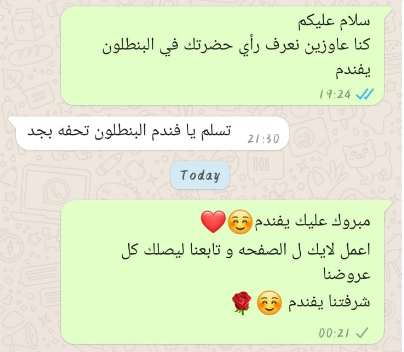 سلام عليكم
كنا عاوزين نعرف رأي حضرتك في البنطلون
يفندم
19:24
تسلم يا فندم البنطلون تحفه بجد
21:30
Today
مبروك عليك يفندم☺️❤️
اعمل لايك ل الصفحه و تابعنا ليصلك كل
عروضنا
شرفتنا يفندم ☺️🌹
00:21